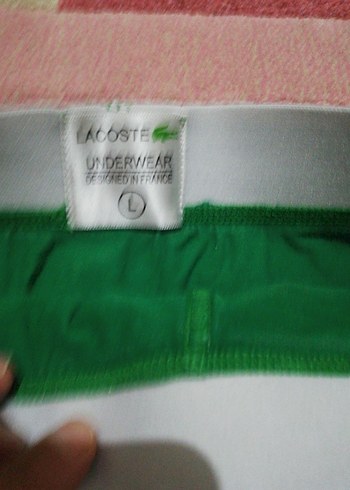 LACOSTE
UNDERWEAR
DESIGNED IN FRANCE
L